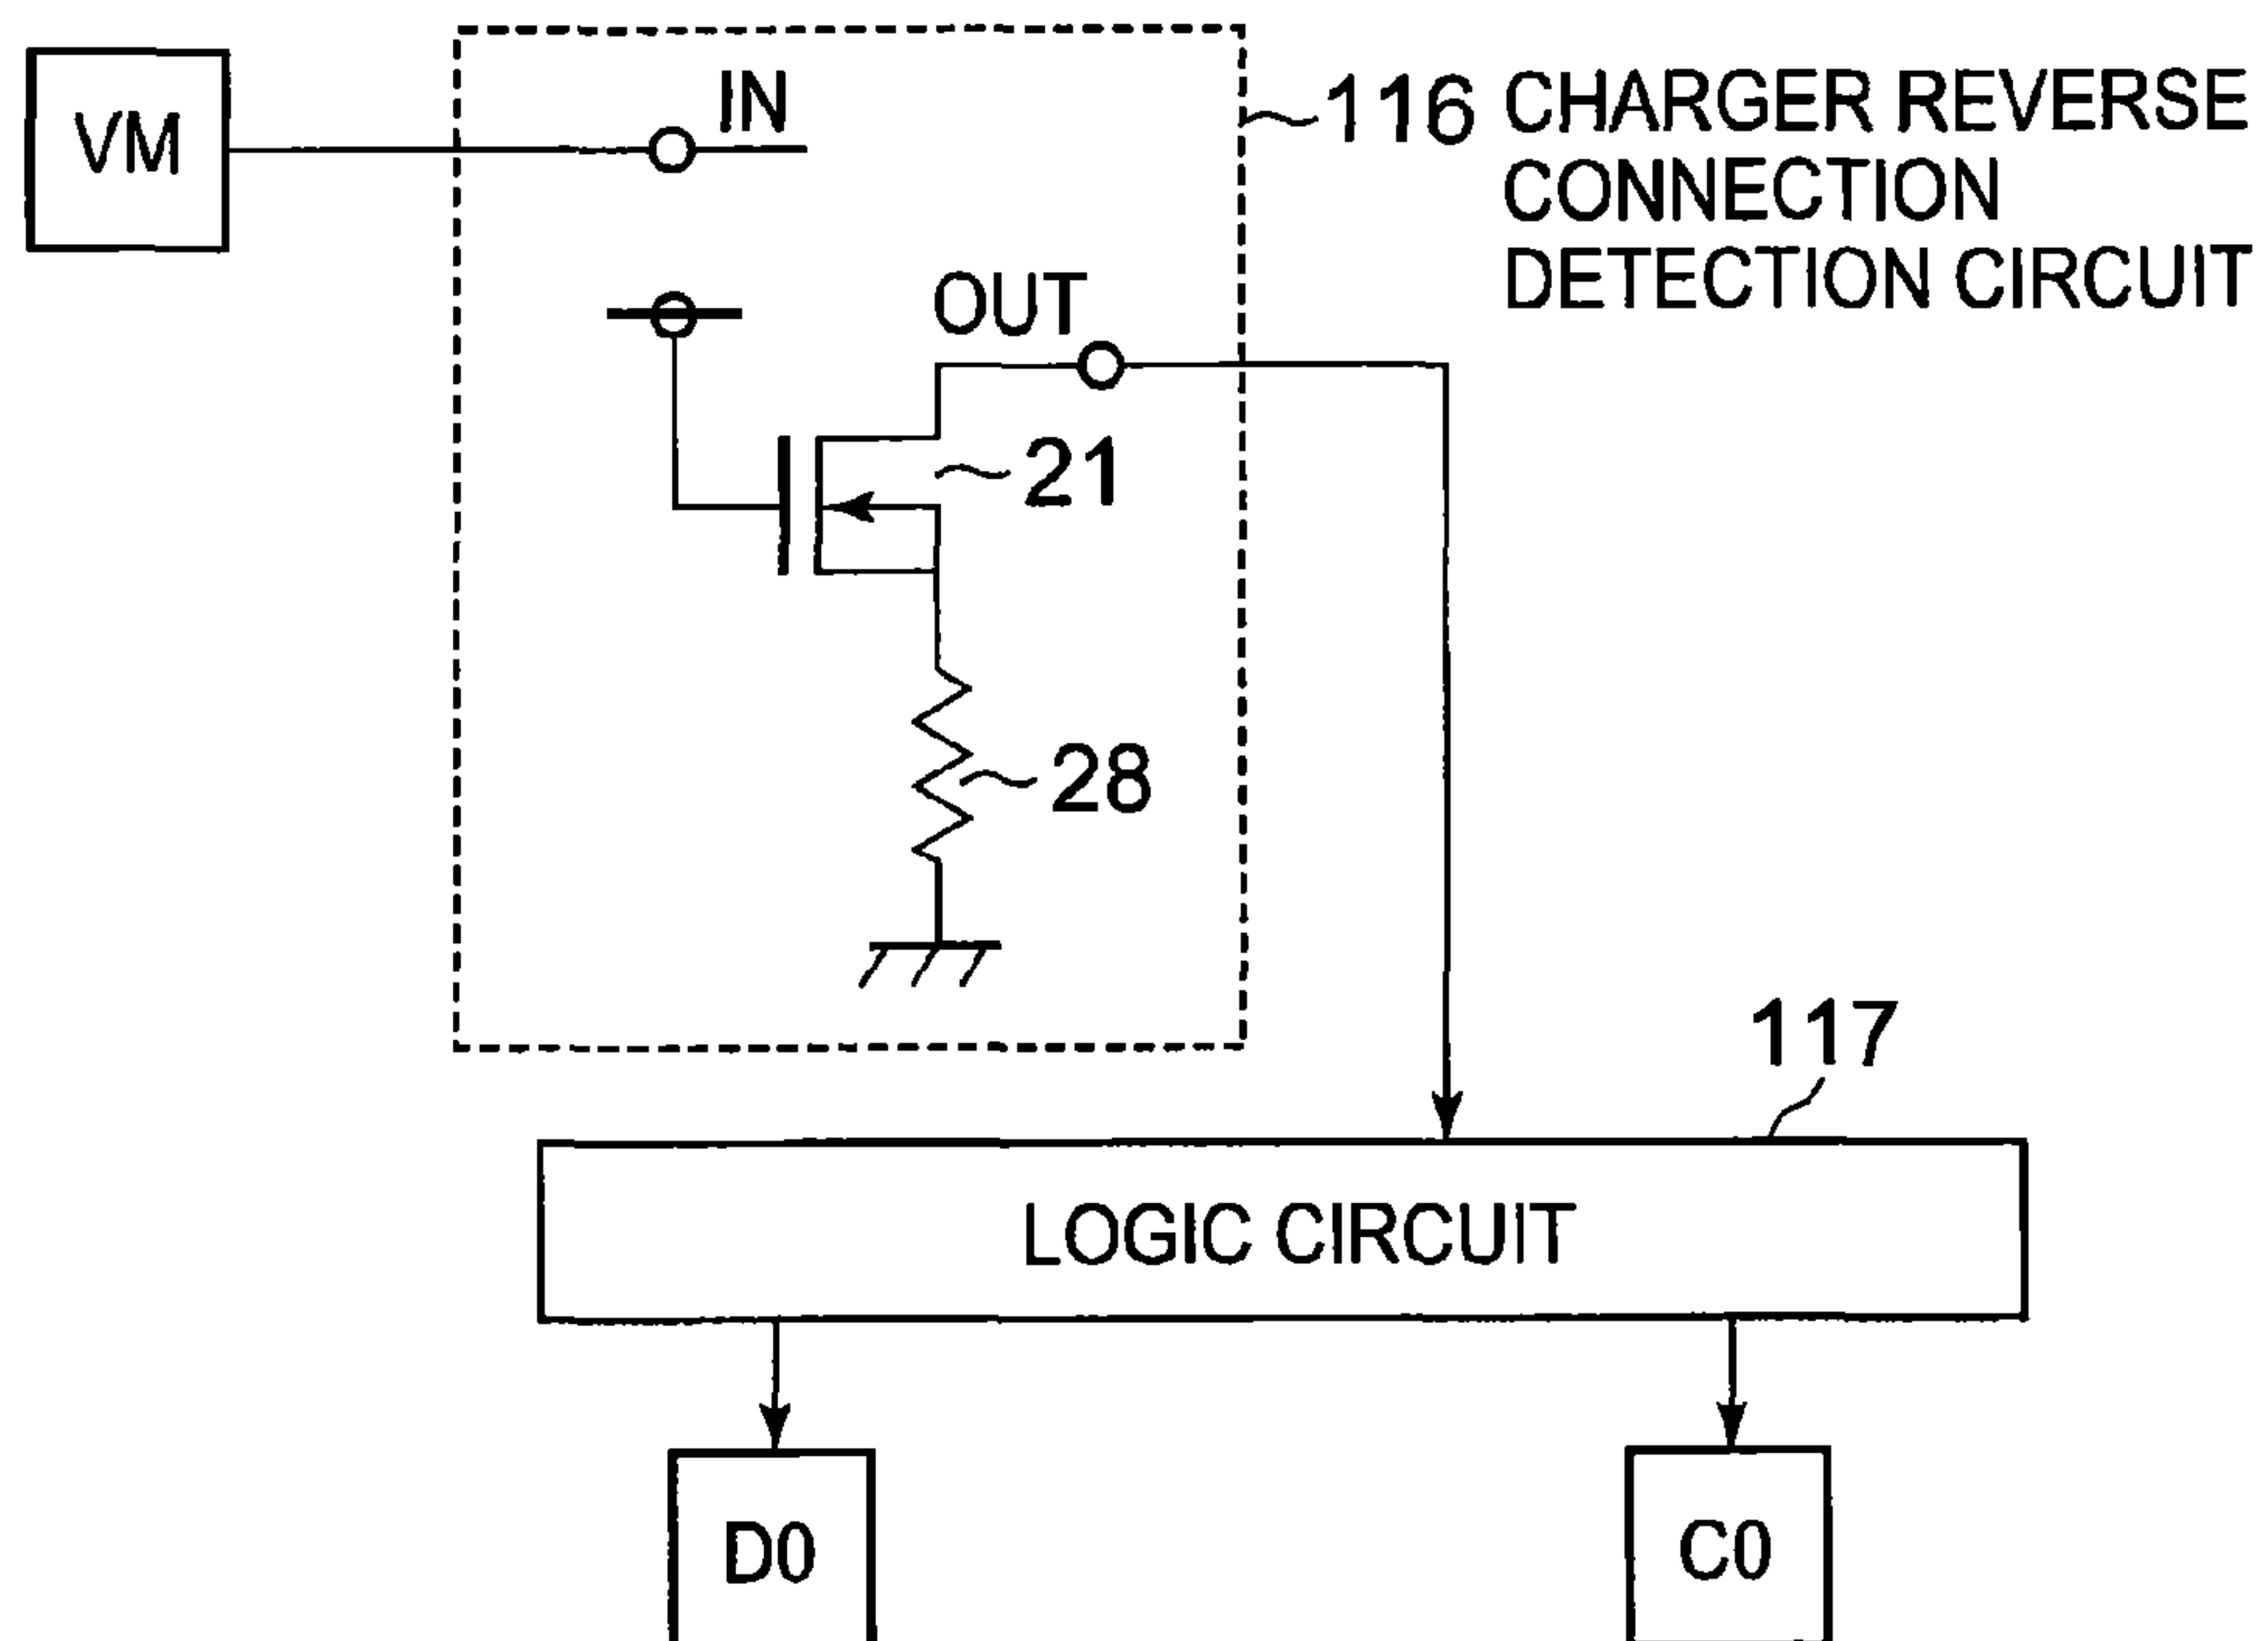 VM
IN
116 CHARGER REVERSE
CONNECTION
DETECTION CIRCUIT
OUT
21
28
117
LOGIC CIRCUIT
D0
C0